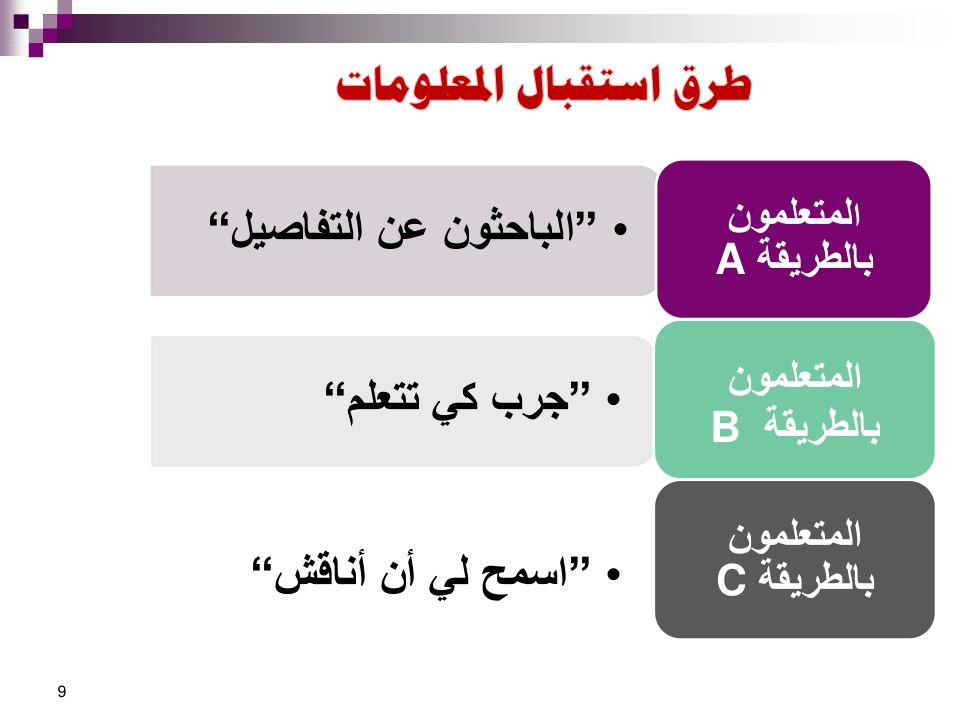 طرق استقبال المعلومات
المتعلمون
بالطريقة A
• ”الباحثون عن التفاصيل“
المتعلمون
بالطريقة B
• ”جرب كي تتعلم“
المتعلمون
بالطريقة C
• ”اسمح لي أن أناقش“
9